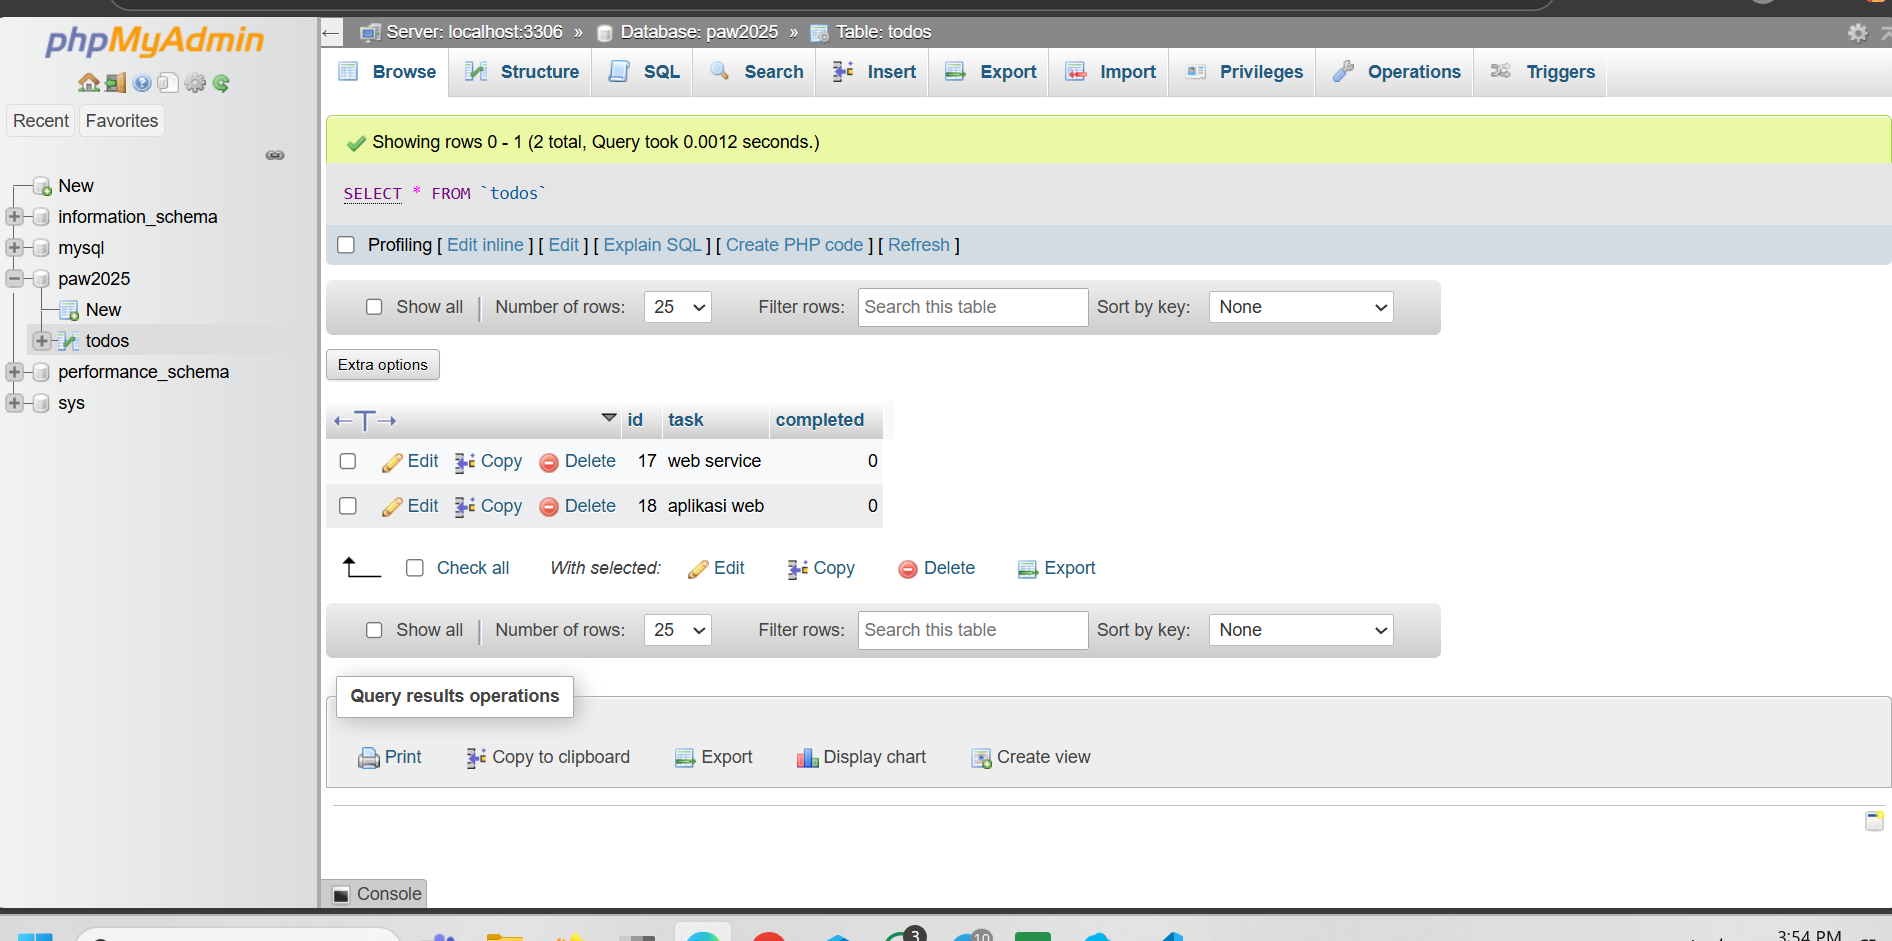 phpMyAdmin
Recent Favorites
New
information_schema
mysql
paw2025
New
todos
performance_schema
sys
Server: localhost:3306 » Database: paw2025 » Table: todos
Browse Structure SQL Search Insert Export Import Privileges Operations Triggers
Showing rows 0 - 1 (2 total, Query took 0.0012 seconds.)
SELECT * FROM `todos`
Profiling [ Edit inline ] [ Edit ] [ Explain SQL ] [ Create PHP code ] [ Refresh ]
Show all | Number of rows: 25 Filter rows: Search this table Sort by key: None
Extra options
←T→ id task completed
Edit Copy Delete 17 web service 0
Edit Copy Delete 18 aplikasi web 0
Check all With selected: Edit Copy Delete Export
Show all | Number of rows: 25 Filter rows: Search this table Sort by key: None
Query results operations
Print Copy to clipboard Export Display chart Create view
Console
3 10 3:54 PM